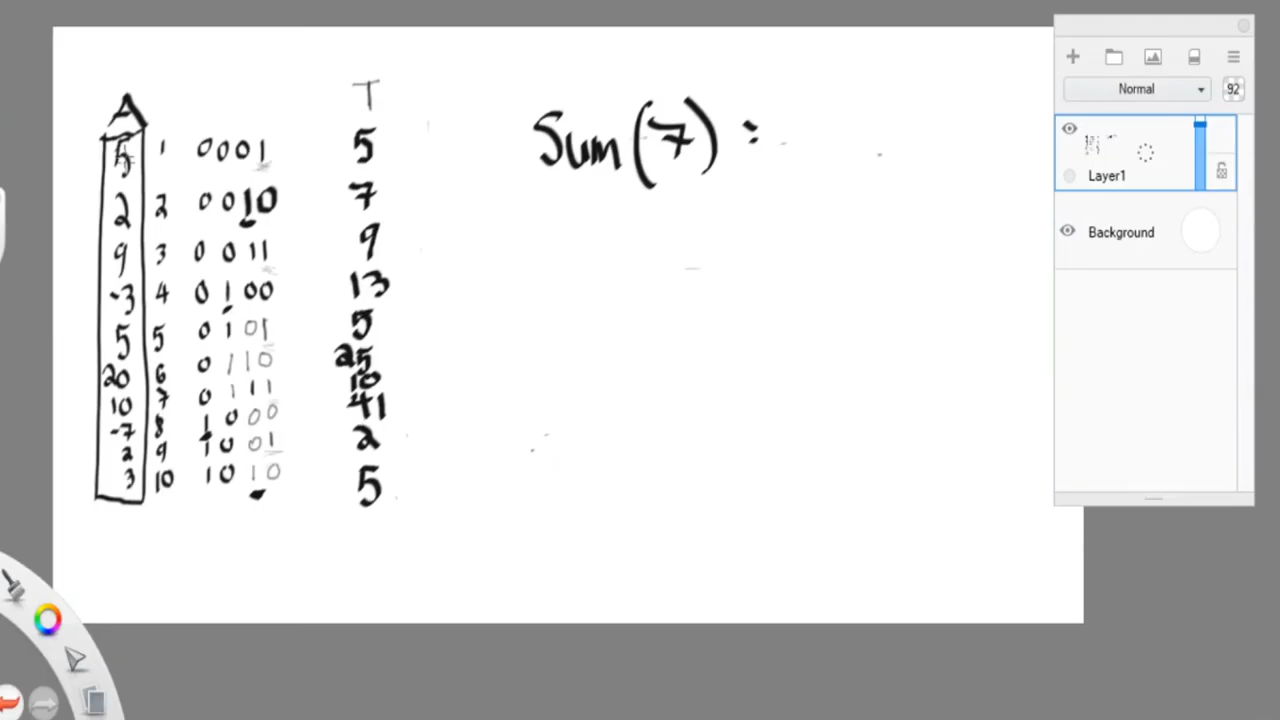 A T
5 1 0001 5 Sum(7) =
2 2 0010 7
9 3 0011 9
-3 4 0100 13
5 5 0101 5
20 6 0110 25
10 7 0111 10
-7 8 1000 41
2 9 1001 2
3 10 1010 5
Normal 92
Layer1
Background